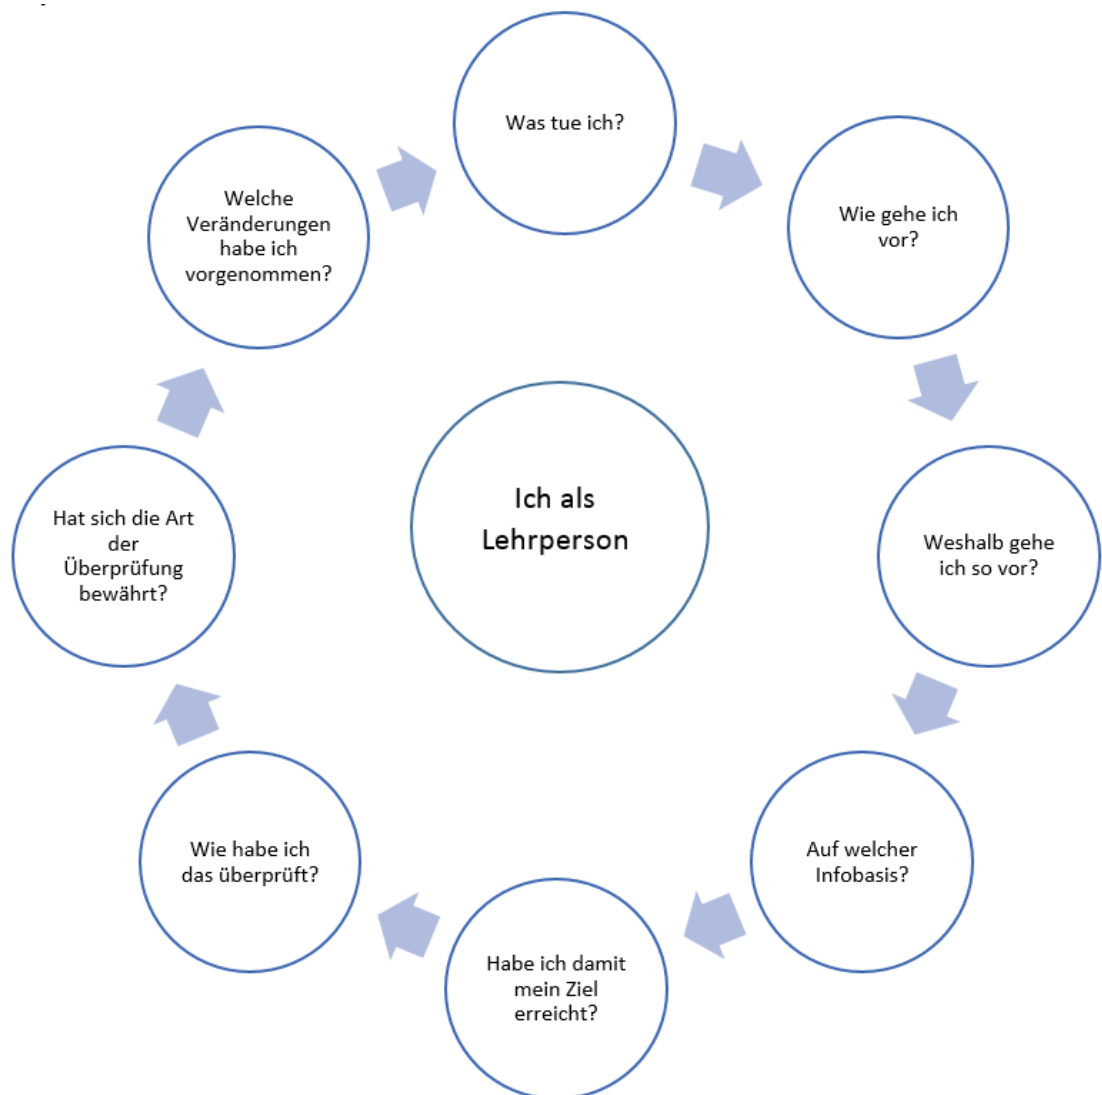 Was tue ich?
Wie gehe ich
vor?
Weshalb gehe
ich so vor?
Auf welcher
Infobasis?
Habe ich damit
mein Ziel
erreicht?
Wie habe ich
das überprüft?
Hat sich die Art
der
Überprüfung
bewährt?
Welche
Veränderungen
habe ich
vorgenommen?
Ich als
Lehrperson